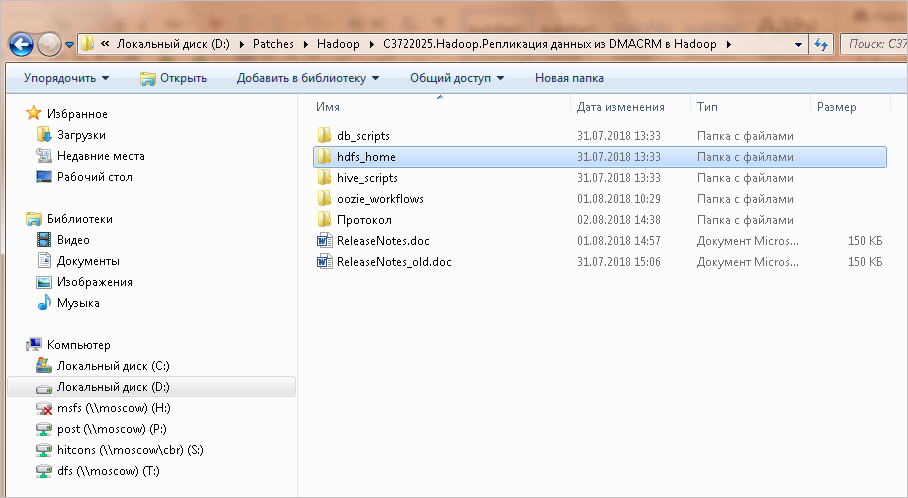 « Локальный диск (D:) Patches Hadoop C3722025.Hadoop.Репликация данных из DMACRM в Hadoop Поиск: C37
Упорядочить Открыть Добавить в библиотеку Общий доступ Новая папка
Избранное
Загрузки
Недавние места
Рабочий стол
Библиотеки
Видео
Документы
Изображения
Музыка
Компьютер
Локальный диск (C:)
Локальный диск (D:)
msfs (\\moscow) (H:)
post (\\moscow) (P:)
hitcons (\\moscow\cbr) (S:)
dfs (\\moscow) (T:)
Имя Дата изменения Тип Размер
db_scripts 31.07.2018 13:33 Папка с файлами
hdfs_home 31.07.2018 13:33 Папка с файлами
hive_scripts 31.07.2018 13:33 Папка с файлами
oozie_workflows 01.08.2018 10:29 Папка с файлами
Протокол 02.08.2018 14:38 Папка с файлами
ReleaseNotes.doc 01.08.2018 14:57 Документ Micros... 150 КБ
ReleaseNotes_old.doc 31.07.2018 15:06 Документ Micros... 150 КБ